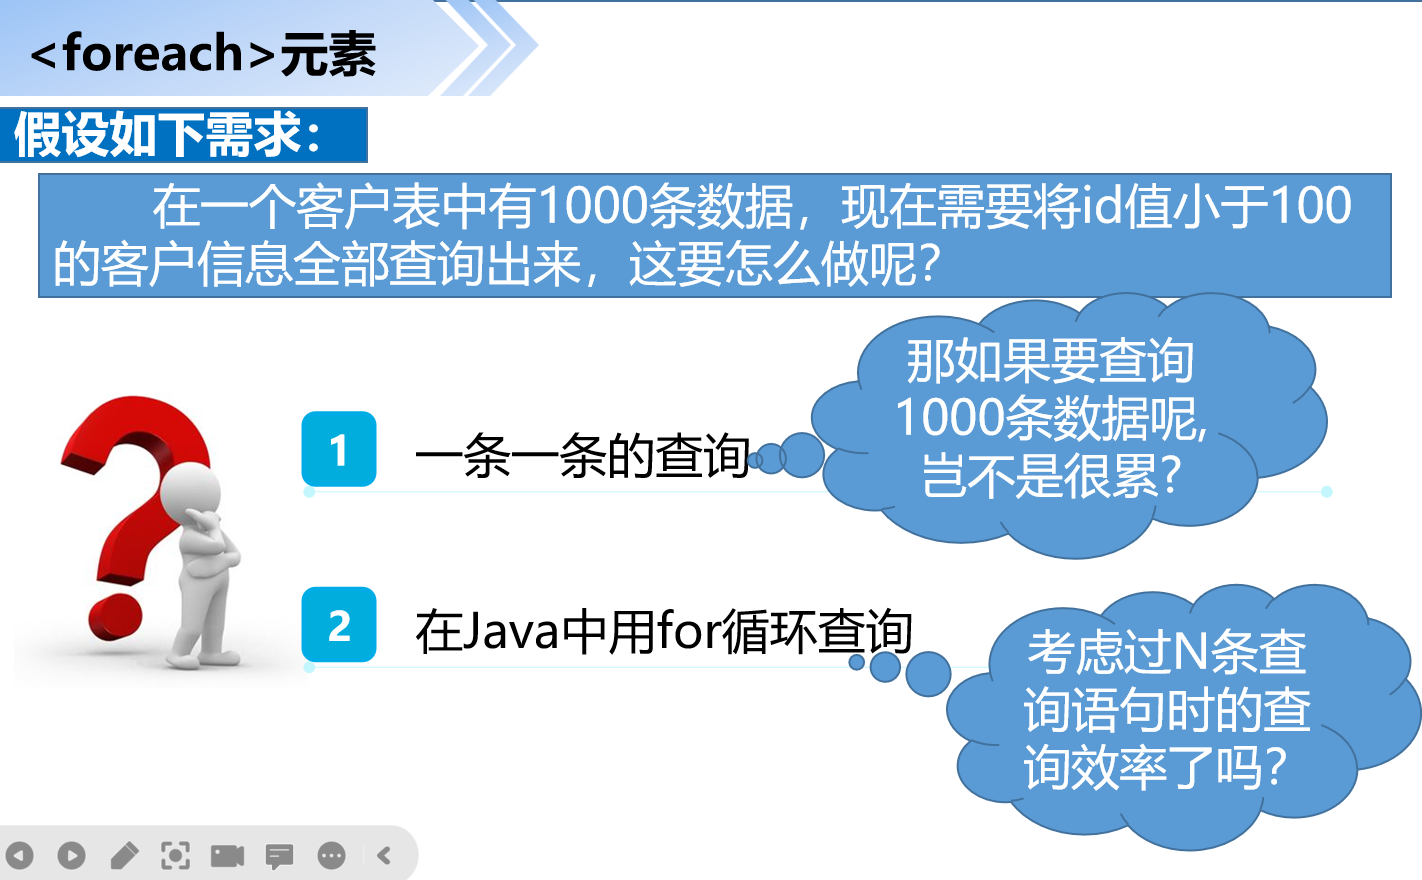 <foreach>元素
假设如下需求：
在一个客户表中有1000条数据，现在需要将id值小于100
的客户信息全部查询出来，这要怎么做呢？
那如果要查询
1000条数据呢,
岂不是很累？
1
一条一条的查询
2
在Java中用for循环查询
考虑过N条查
询语句时的查
询效率了吗？